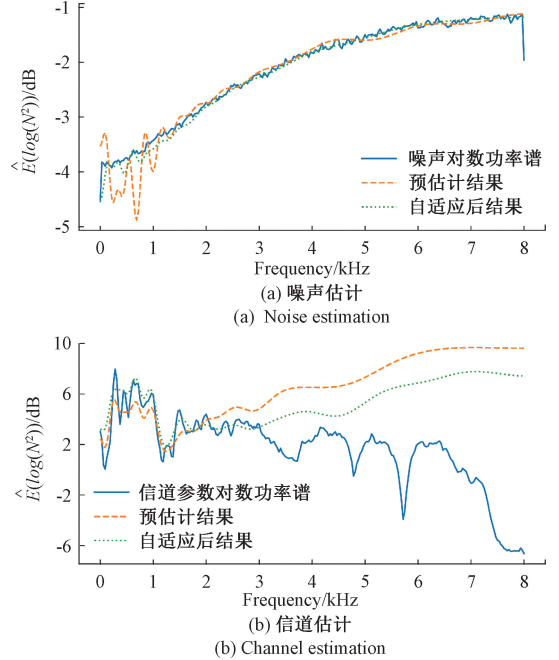 -1
-2
-3
-4
-5
Ê(log(N²))/dB
噪声对数功率谱
预估计结果
自适应后结果
0 1 2 3 4 5 6 7 8
Frequency/kHz
(a) 噪声估计
(a) Noise estimation
10
6
2
-2
-6
Ê(log(N²))/dB
信道参数对数功率谱
预估计结果
自适应后结果
0 1 2 3 4 5 6 7 8
Frequency/kHz
(b) 信道估计
(b) Channel estimation